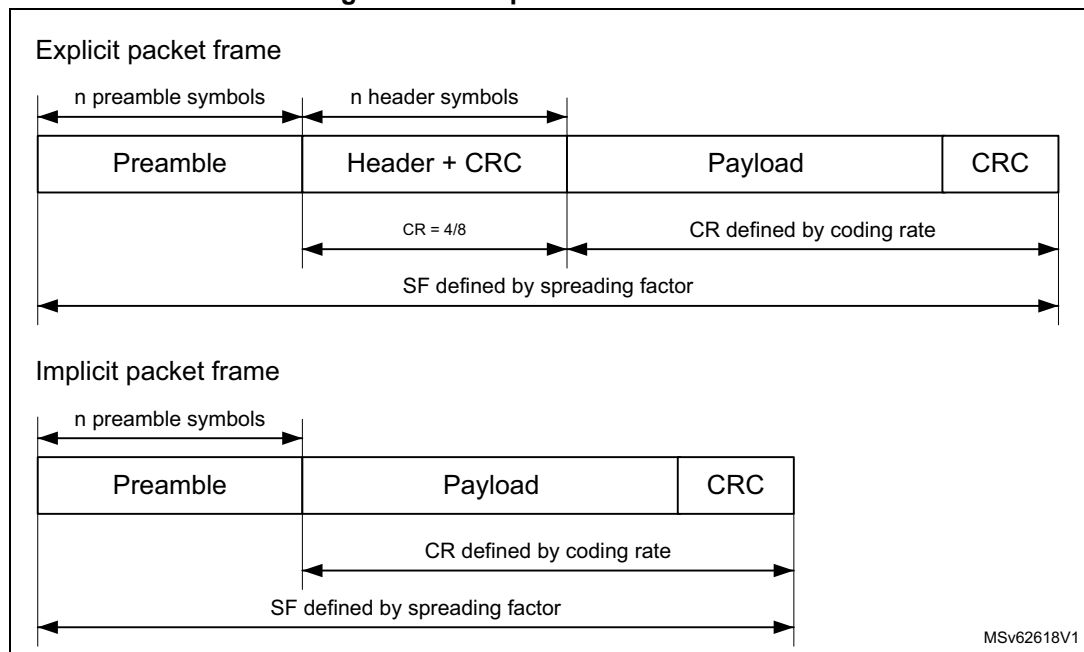 Explicit packet frame
n preamble symbols n header symbols
Preamble Header + CRC Payload CRC
CR = 4/8 CR defined by coding rate
SF defined by spreading factor
Implicit packet frame
n preamble symbols
Preamble Payload CRC
CR defined by coding rate
SF defined by spreading factor
MSv62618V1